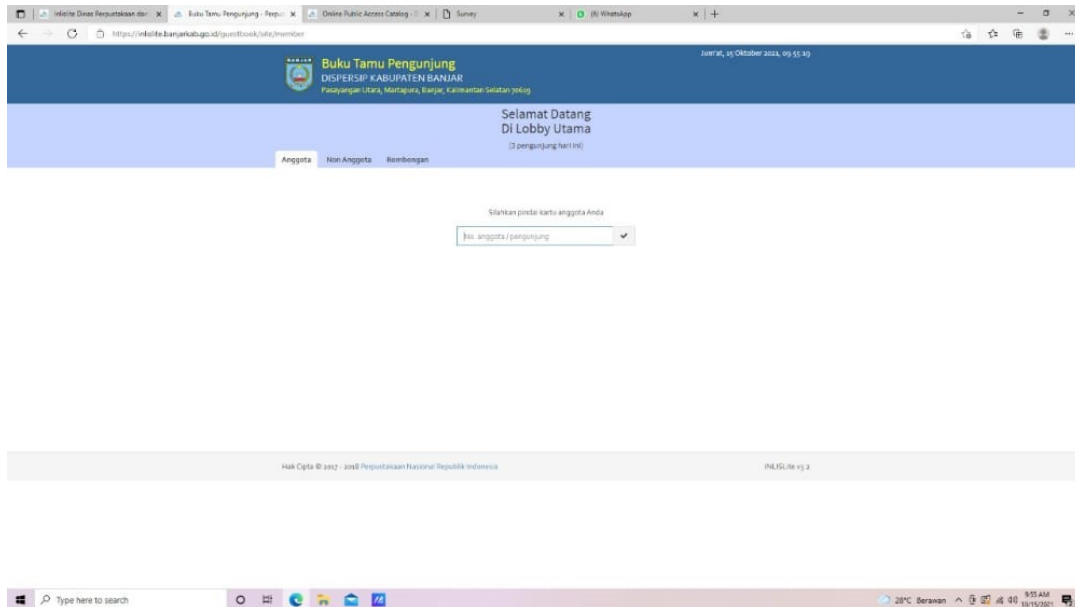 Inlislite Dinas Perpustakaan dan
Buku Tamu Pengunjung - Perpu
Online Public Access Catalog -
Survey
(8) WhatsApp
https://inlislite.banjarkab.go.id/guestbook/site/member
BANJAR
Buku Tamu Pengunjung
DISPERSIP KABUPATEN BANJAR
Pasayangan Utara, Martapura, Banjar, Kalimantan Selatan 70619
Jum'at, 15 Oktober 2021, 09:55:19
Selamat Datang
Di Lobby Utama
(3 pengunjung hari ini)
Anggota Non Anggota Rombongan
Silahkan pindai kartu anggota Anda
No. anggota / pengunjung
Hak Cipta © 2017 - 2018 Perpustakaan Nasional Republik Indonesia
INLISLite v3.2
Type here to search
28°C Berawan
9:55 AM
10/15/2021